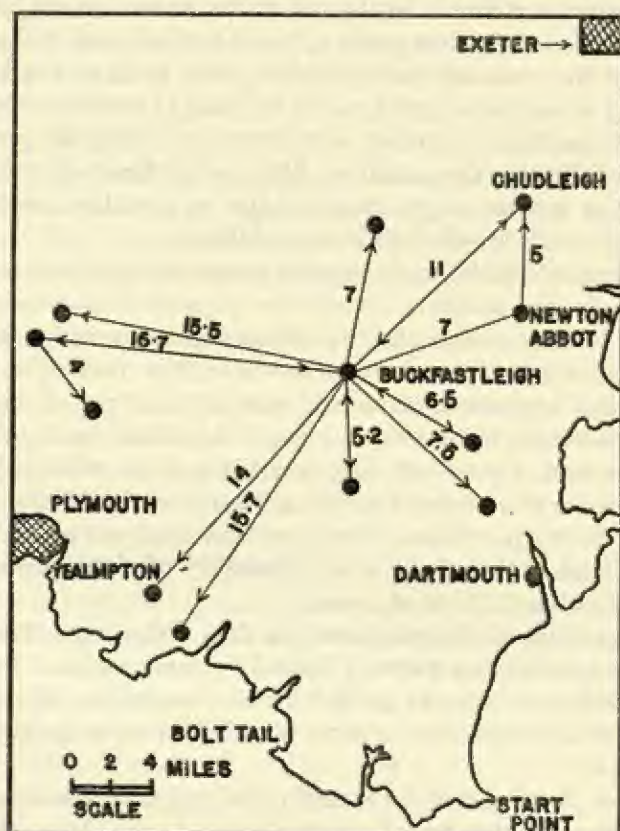 EXETER
CHUDLEIGH
11
5
7
7
NEWTON
ABBOT
15·5
16·7
BUCKFASTLEIGH
6·5
7·5
5·2
14
15·7
PLYMOUTH
YEALMPTON
DARTMOUTH
BOLT TAIL
0 2 4 MILES
SCALE
START
POINT